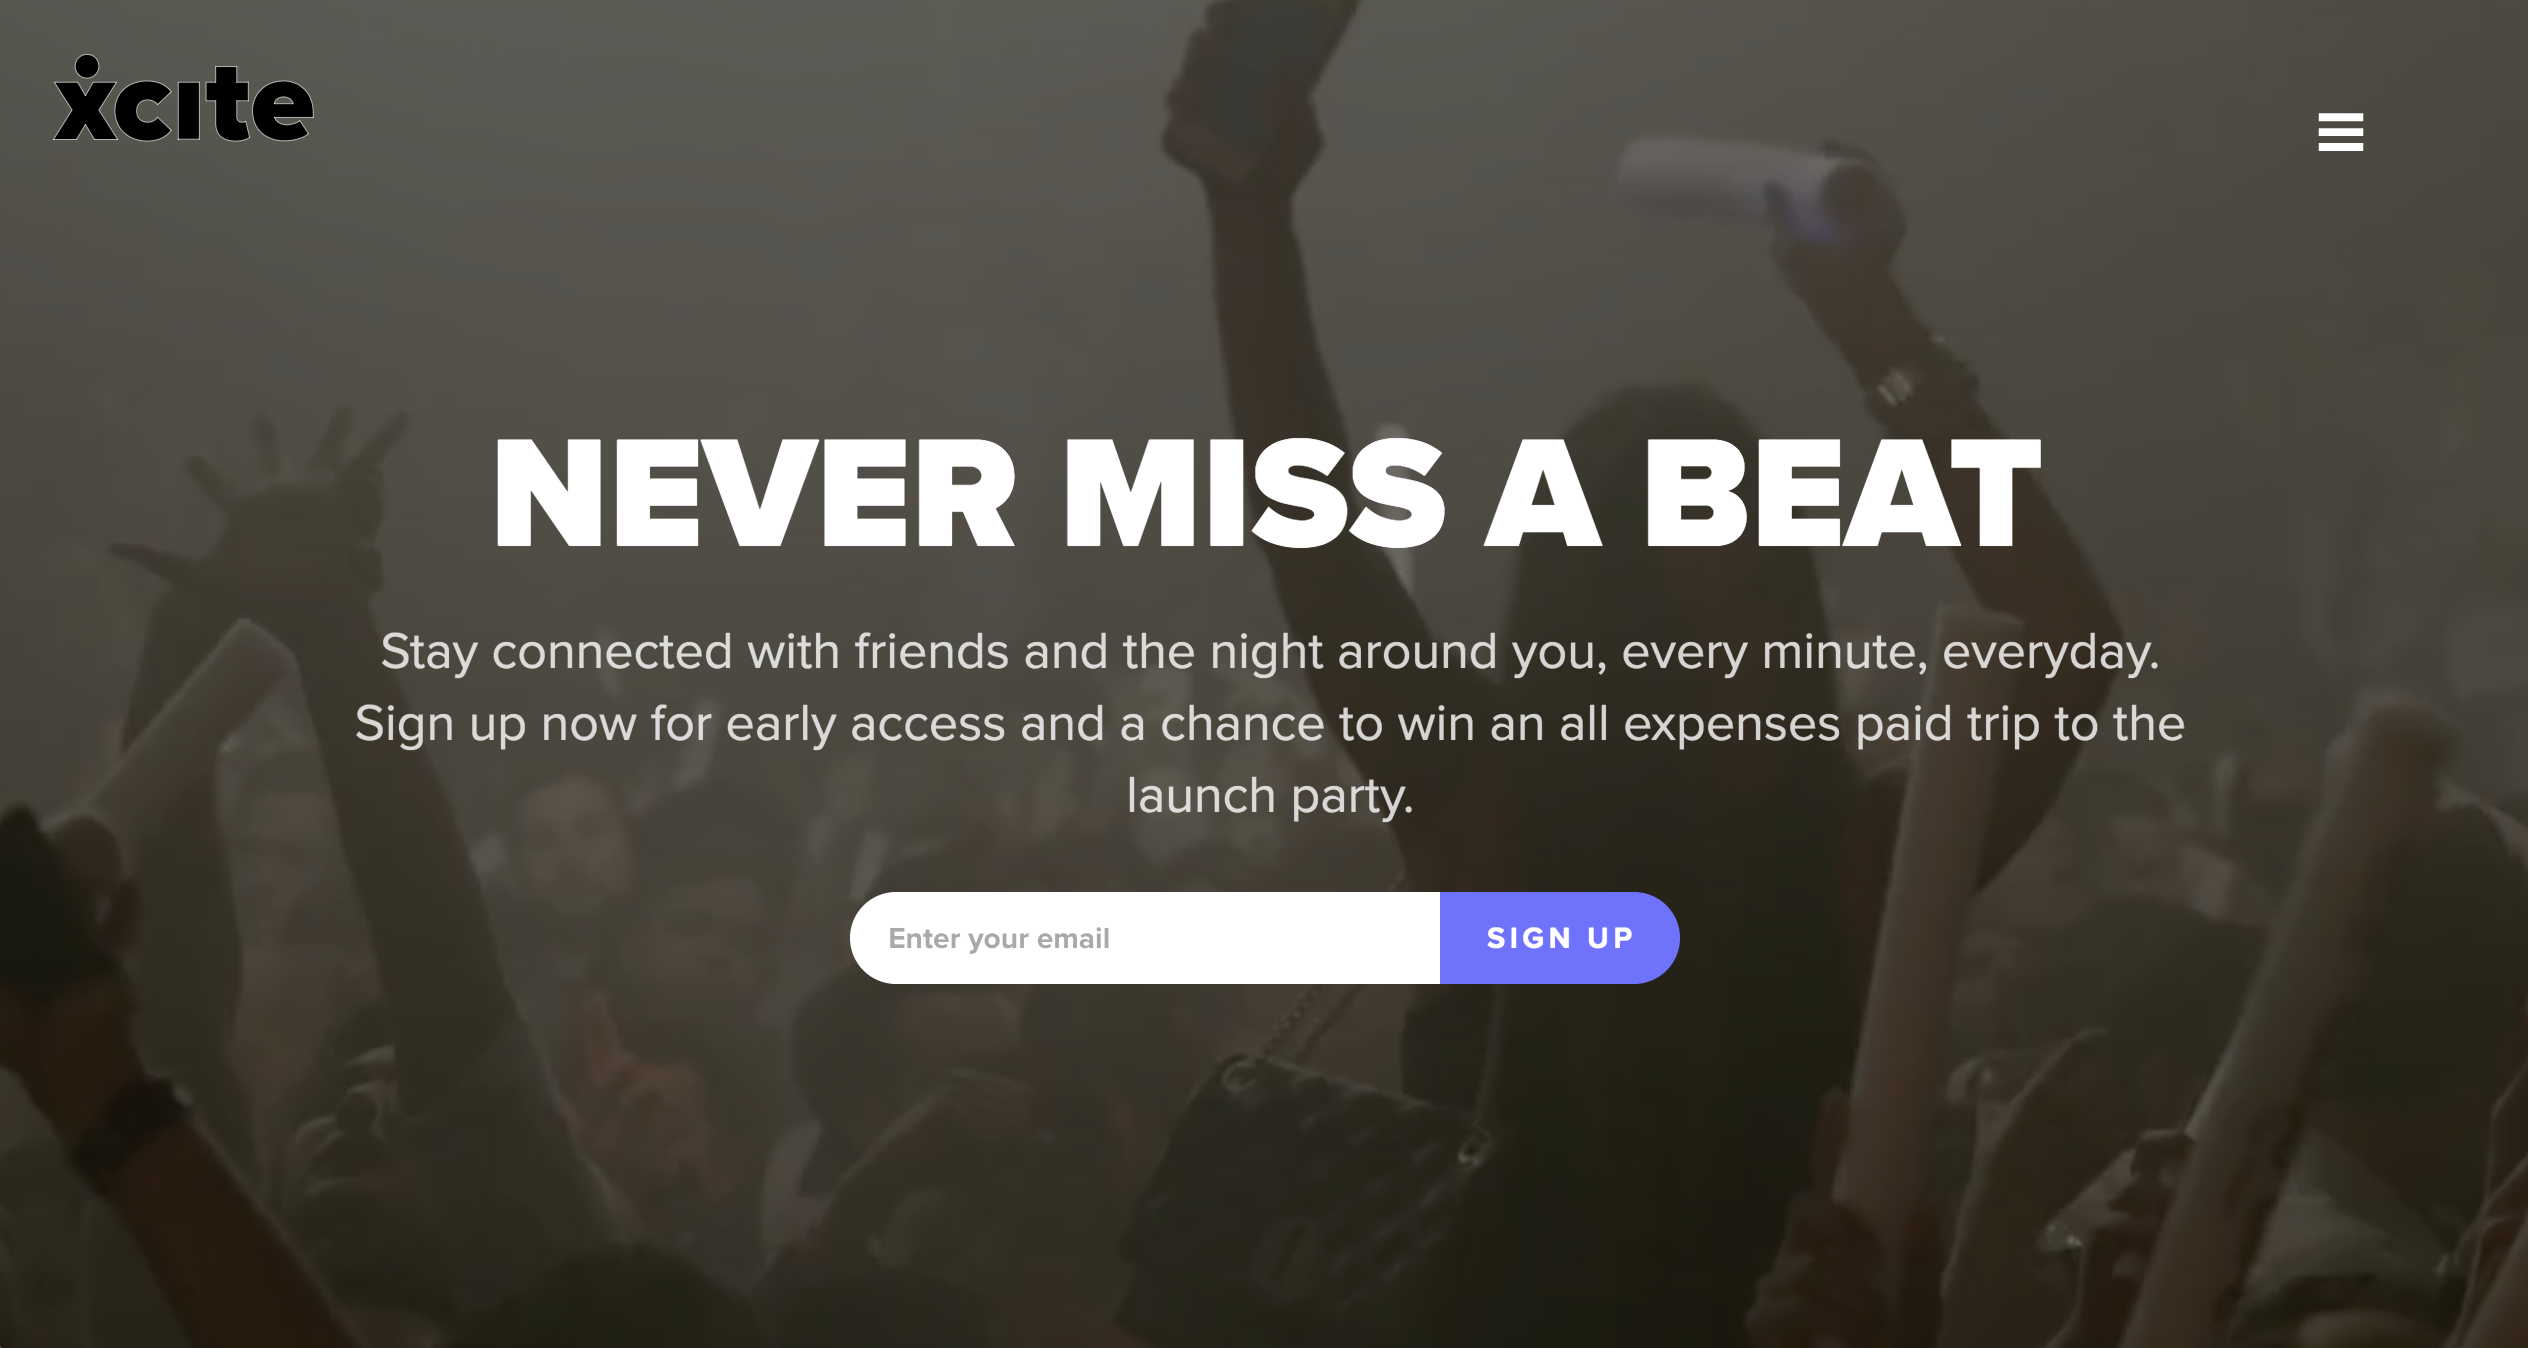 xcite
NEVER MISS A BEAT
Stay connected with friends and the night around you, every minute, everyday.
Sign up now for early access and a chance to win an all expenses paid trip to the
launch party.
Enter your email
SIGN UP